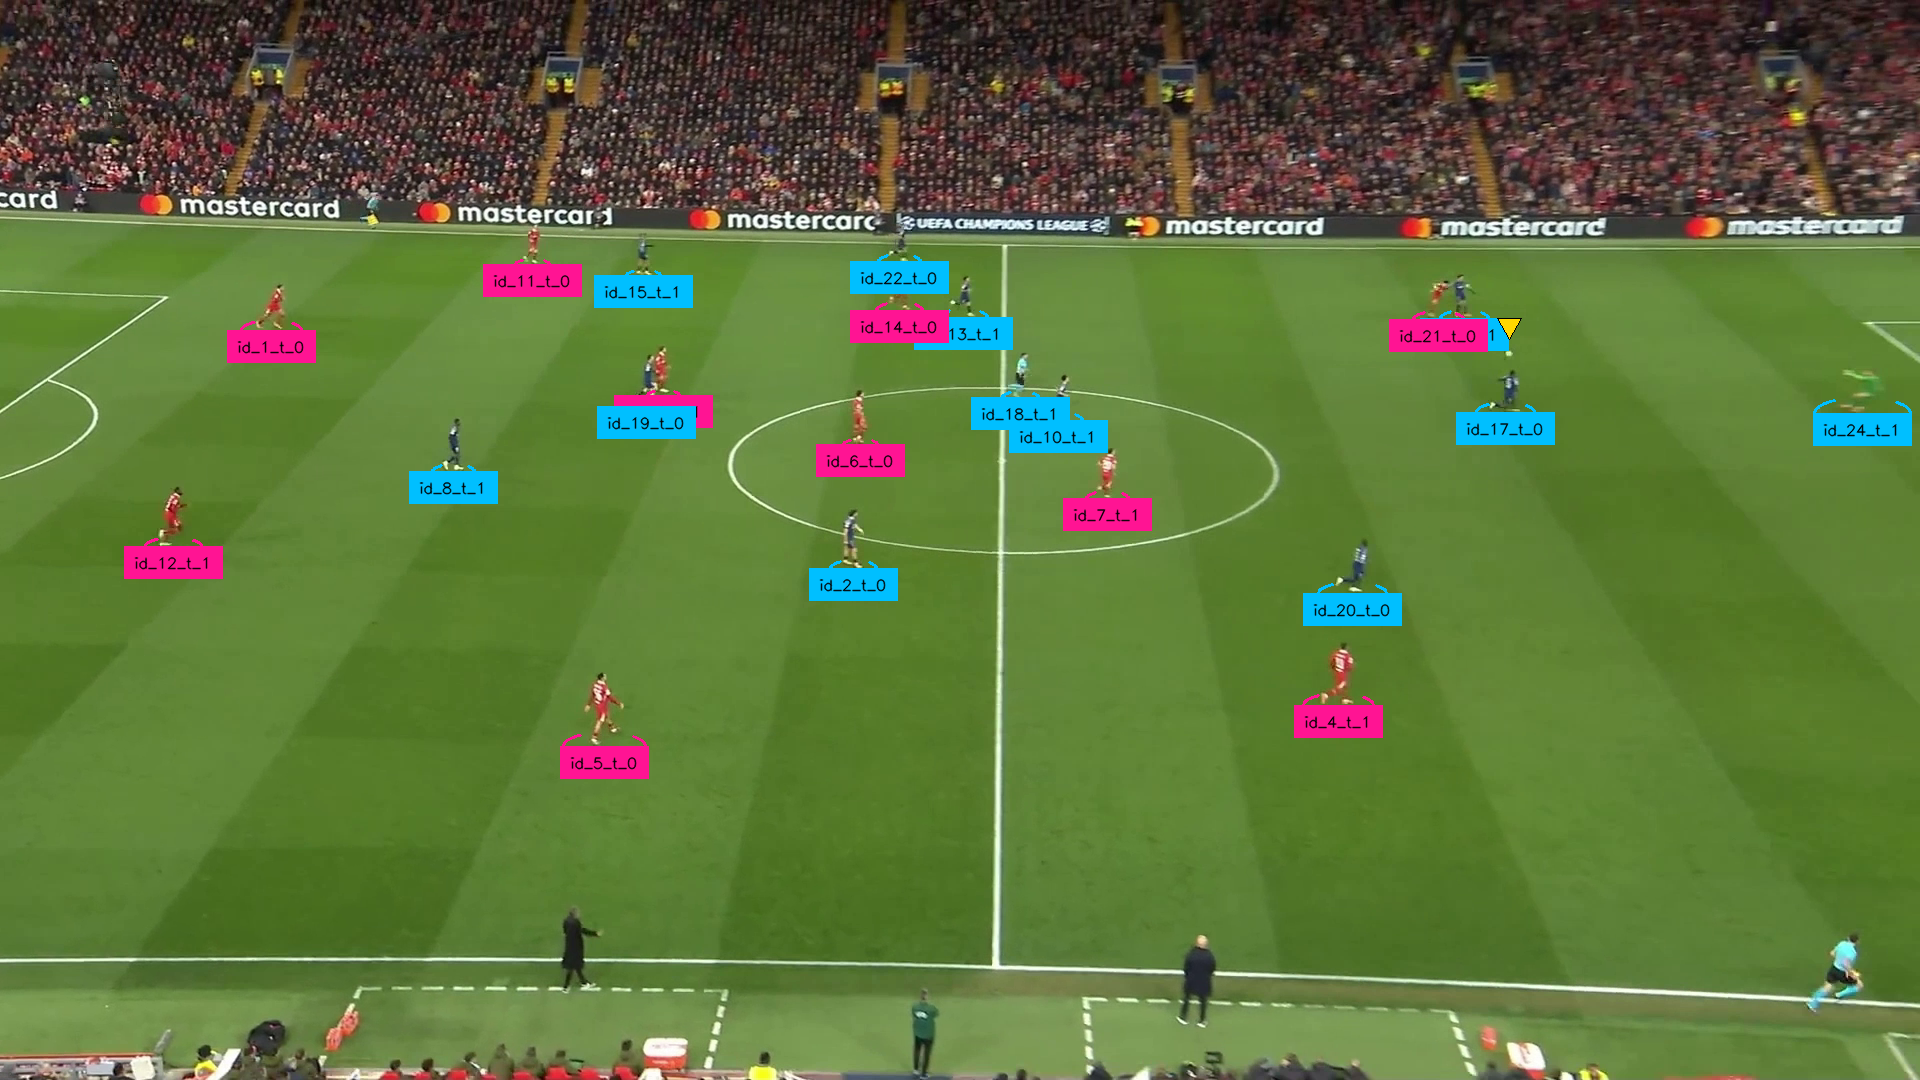 card
mastercard
mastercard
mastercard
UEFA CHAMPIONS LEAGUE
mastercard
mastercard
mastercard
id_11_t_0
id_15_t_1
id_22_t_0
id_1_t_0
id_14_t_0
13_t_1
id_21_t_0
1
id_19_t_0
id_18_t_1
id_10_t_1
id_17_t_0
id_24_t_1
id_6_t_0
id_8_t_1
id_7_t_1
id_12_t_1
id_2_t_0
id_20_t_0
id_4_t_1
id_5_t_0